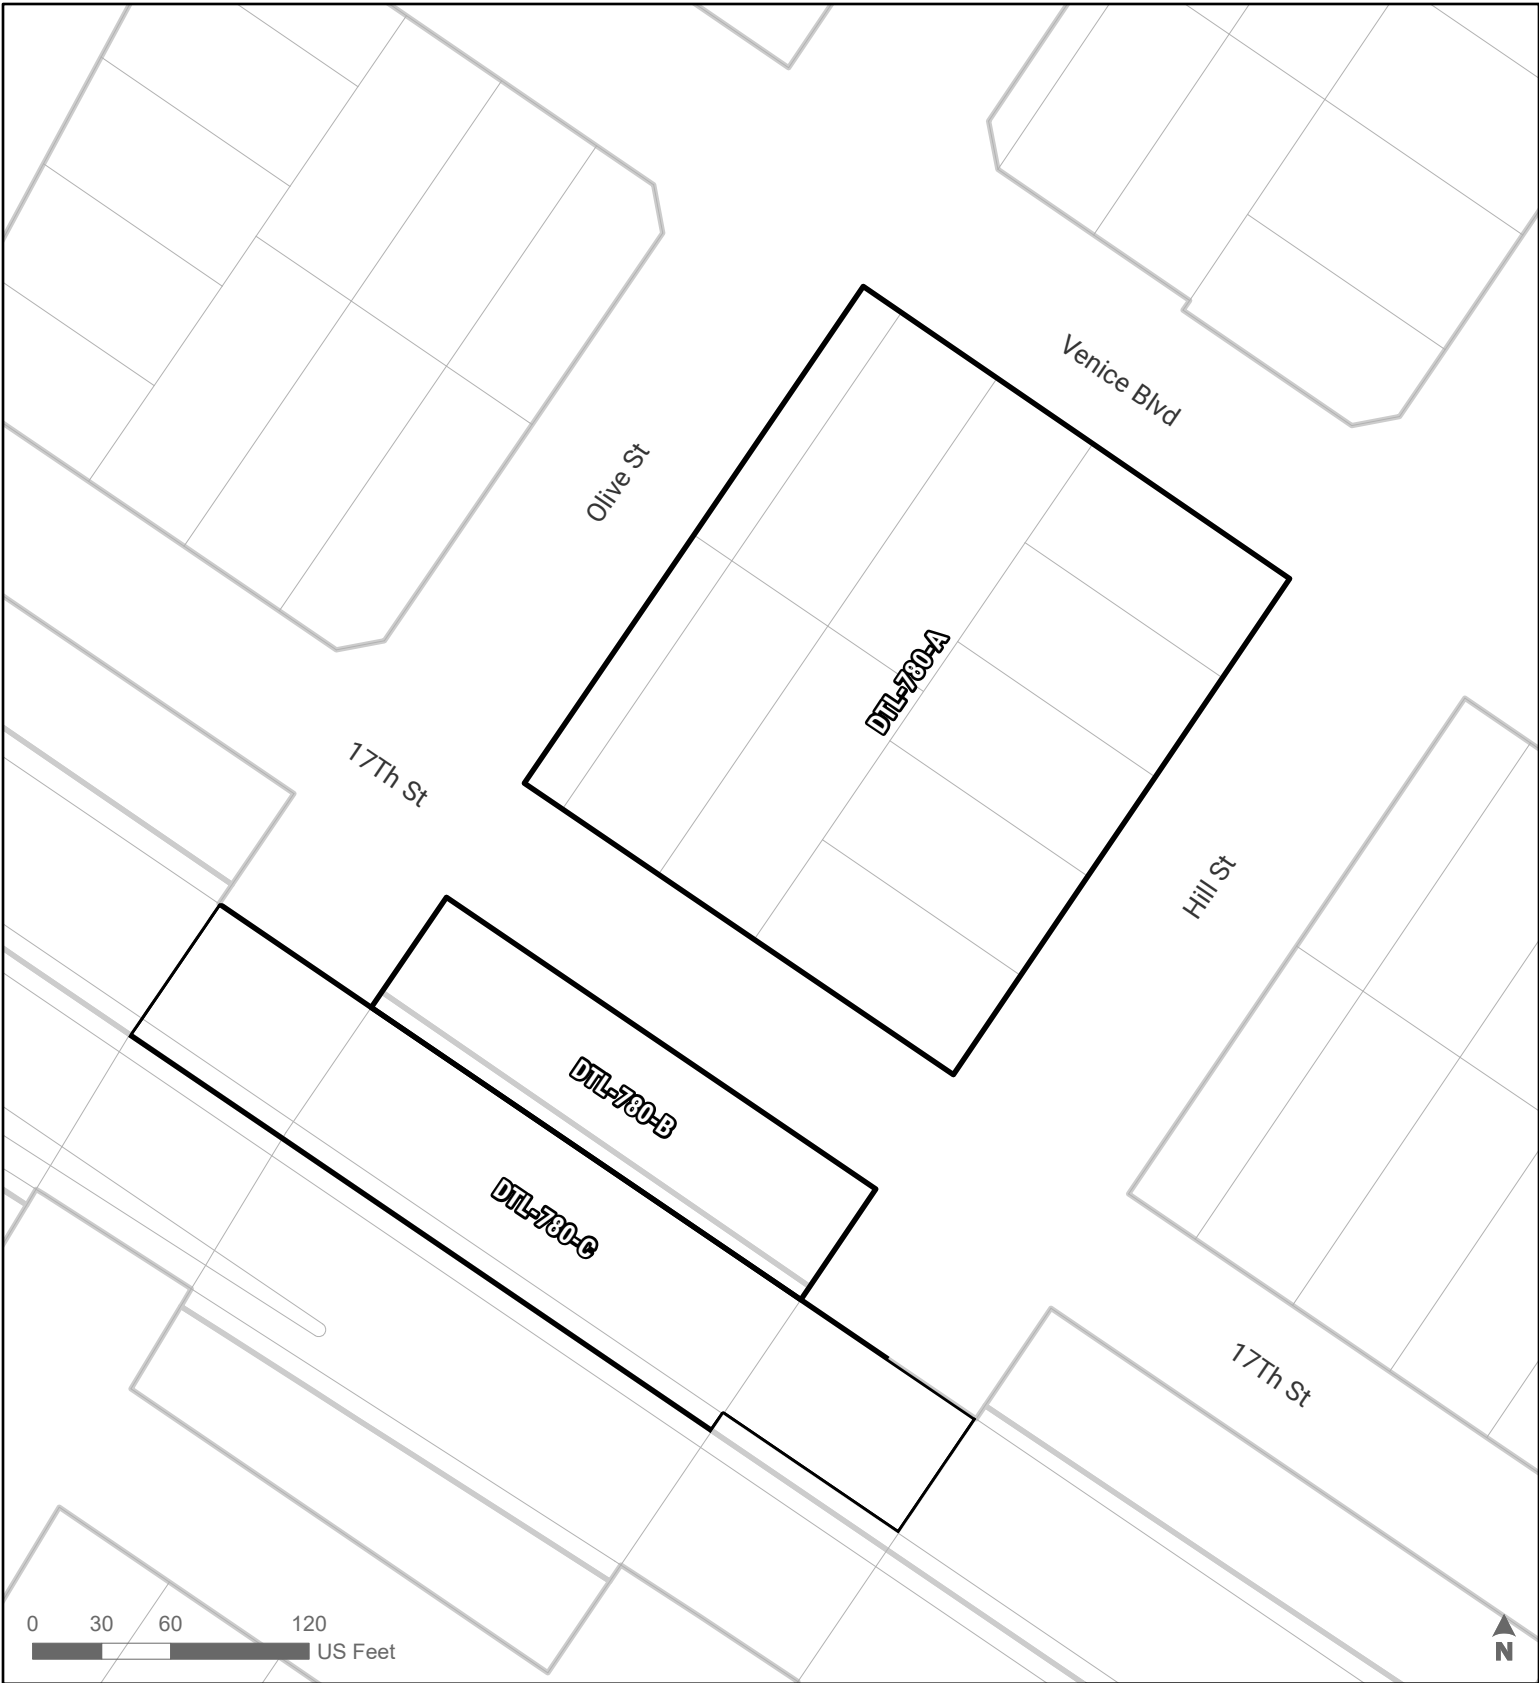 Venice Blvd
Olive St
DTL-780-A
17Th St
Hill St
DTL-780-B
DTL-780-C
17Th St
0 30 60 120
US Feet
N